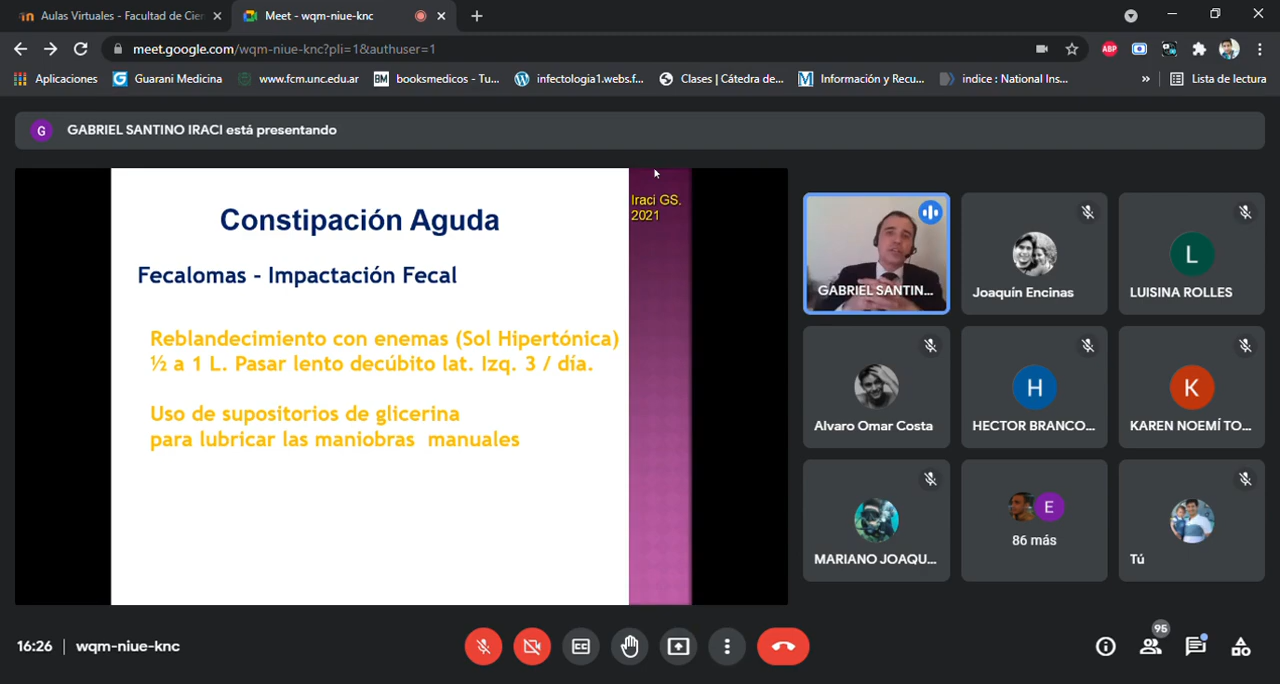 Aulas Virtuales - Facultad de Cier
Meet - wqm-niue-knc
meet.google.com/wqm-niue-knc?pli=1&authuser=1
ABP
Aplicaciones
Guarani Medicina
www.fcm.unc.edu.ar
BM booksmedicos - Tu...
infectologia1.webs.f...
Clases | Cátedra de...
Información y Recu...
indice : National Ins...
»
Lista de lectura
G GABRIEL SANTINO IRACI está presentando
Iraci GS.
2021
Constipación Aguda
Fecalomas - Impactación Fecal
Reblandecimiento con enemas (Sol Hipertónica)
½ a 1 L. Pasar lento decúbito lat. Izq. 3 / día.
Uso de supositorios de glicerina
para lubricar las maniobras manuales
GABRIEL SANTIN...
Joaquín Encinas
L
LUISINA ROLLES
Alvaro Omar Costa
H
HECTOR BRANCO...
K
KAREN NOEMÍ TO...
MARIANO JOAQU...
E
86 más
Tú
16:26 | wqm-niue-knc
CC
95